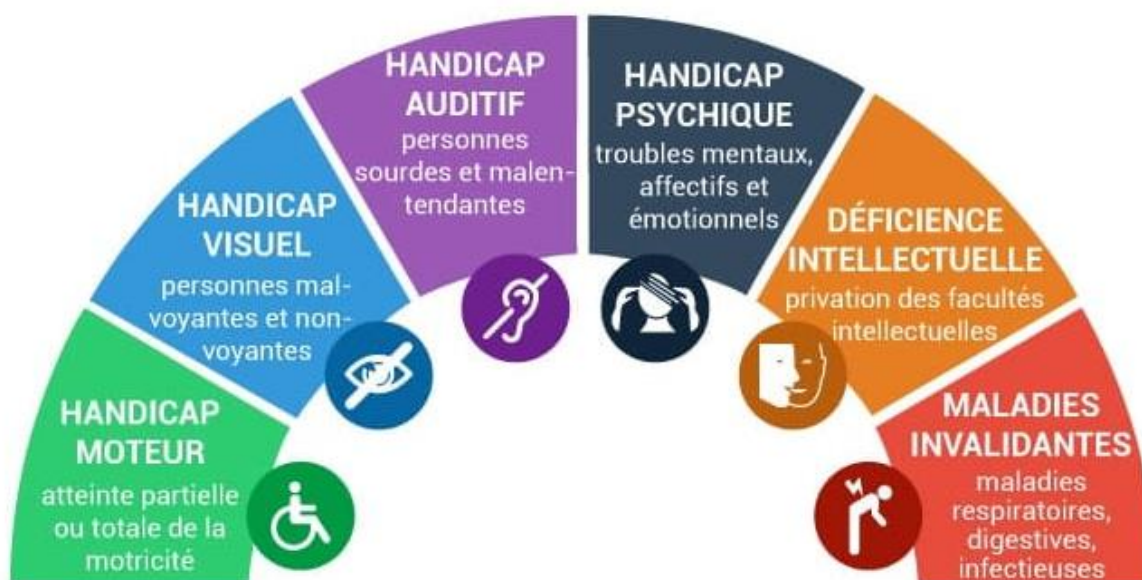 HANDICAP
MOTEUR
atteinte partielle
ou totale de la
motricité
HANDICAP
VISUEL
personnes mal-
voyantes et non-
voyantes
HANDICAP
AUDITIF
personnes
sourdes et malen-
tendantes
HANDICAP
PSYCHIQUE
troubles mentaux,
affectifs et
émotionnels
DÉFICIENCE
INTELLECTUELLE
privation des facultés
intellectuelles
MALADIES
INVALIDANTES
maladies
respiratoires,
digestives,
infectieuses